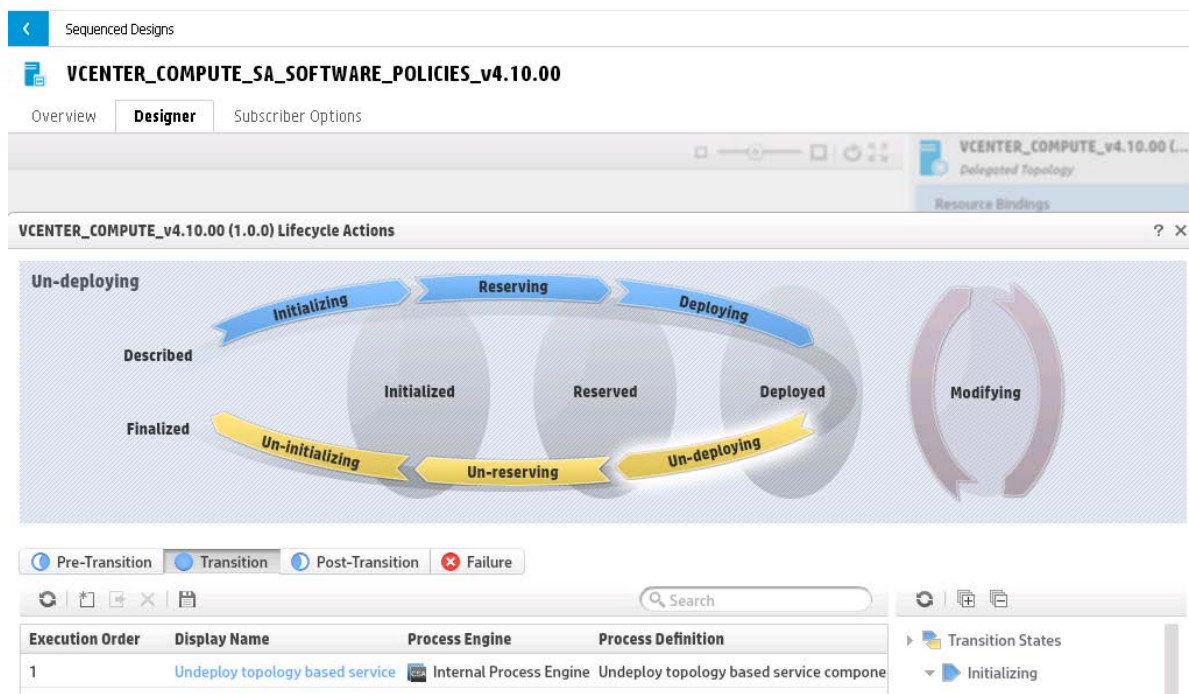 Sequenced Designs
VCENTER_COMPUTE_SA_SOFTWARE_POLICIES_v4.10.00
Overview Designer Subscriber Options
VCENTER_COMPUTE_v4.10.00 (...
Delegated Topology
Resource Bindings
VCENTER_COMPUTE_v4.10.00 (1.0.0) Lifecycle Actions ?
Un-deploying
Initializing Reserving Deploying
Described
Initialized Reserved Deployed Modifying
Finalized
Un-initializing Un-reserving Un-deploying
Pre-Transition Transition Post-Transition Failure
Search
Execution Order Display Name Process Engine Process Definition Transition States
1 Undeploy topology based service CSA Internal Process Engine Undeploy topology based service compone Initializing